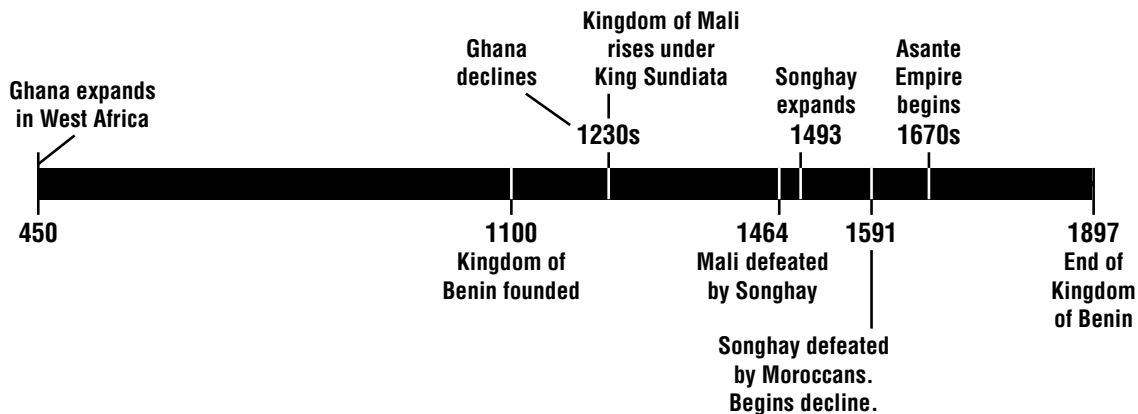 Ghana expands
in West Africa
450
Ghana
declines
Kingdom of Mali
rises under
King Sundiata
1230s
Songhay
expands
1493
Asante
Empire
begins
1670s
1100
Kingdom of
Benin founded
1464
Mali defeated
by Songhay
1591
Songhay defeated
by Moroccans.
Begins decline.
1897
End of
Kingdom
of Benin